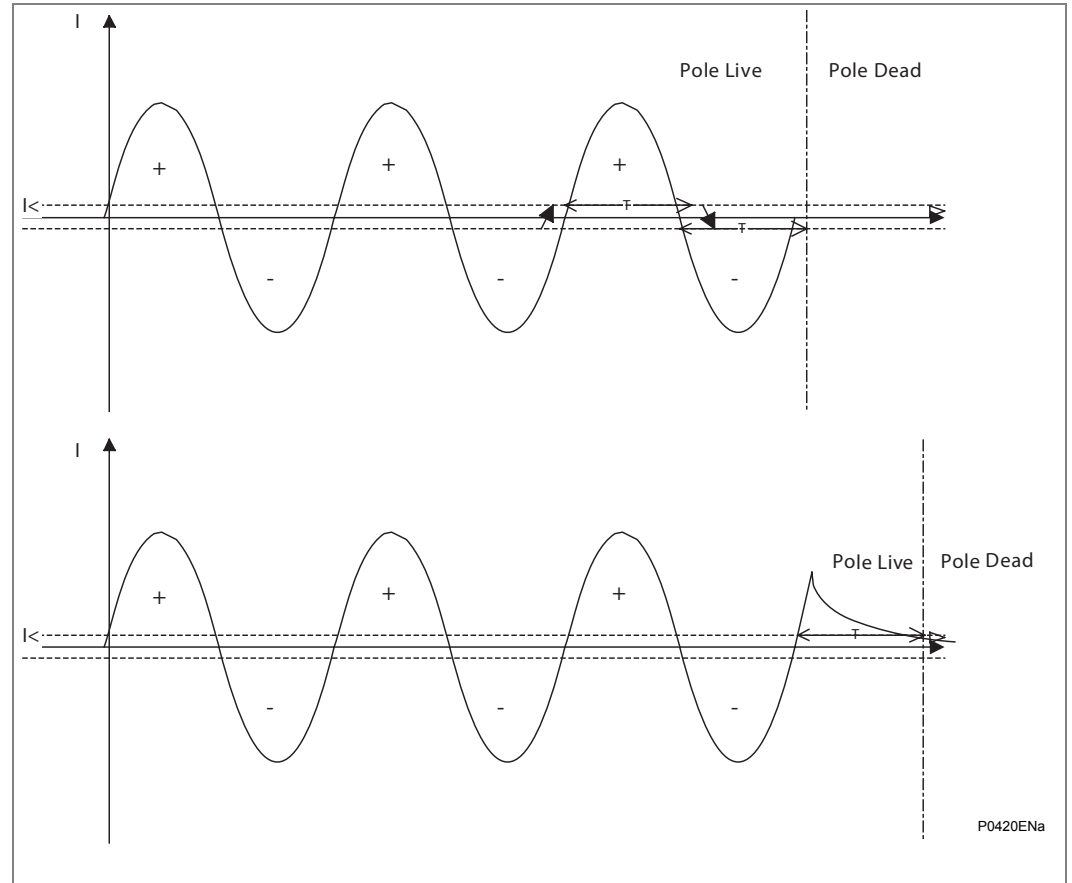 I
Pole Live Pole Dead
+ + +
I< T
T
- - -
I
Pole Live Pole Dead
+ + +
I< T
- - -
P0420ENa